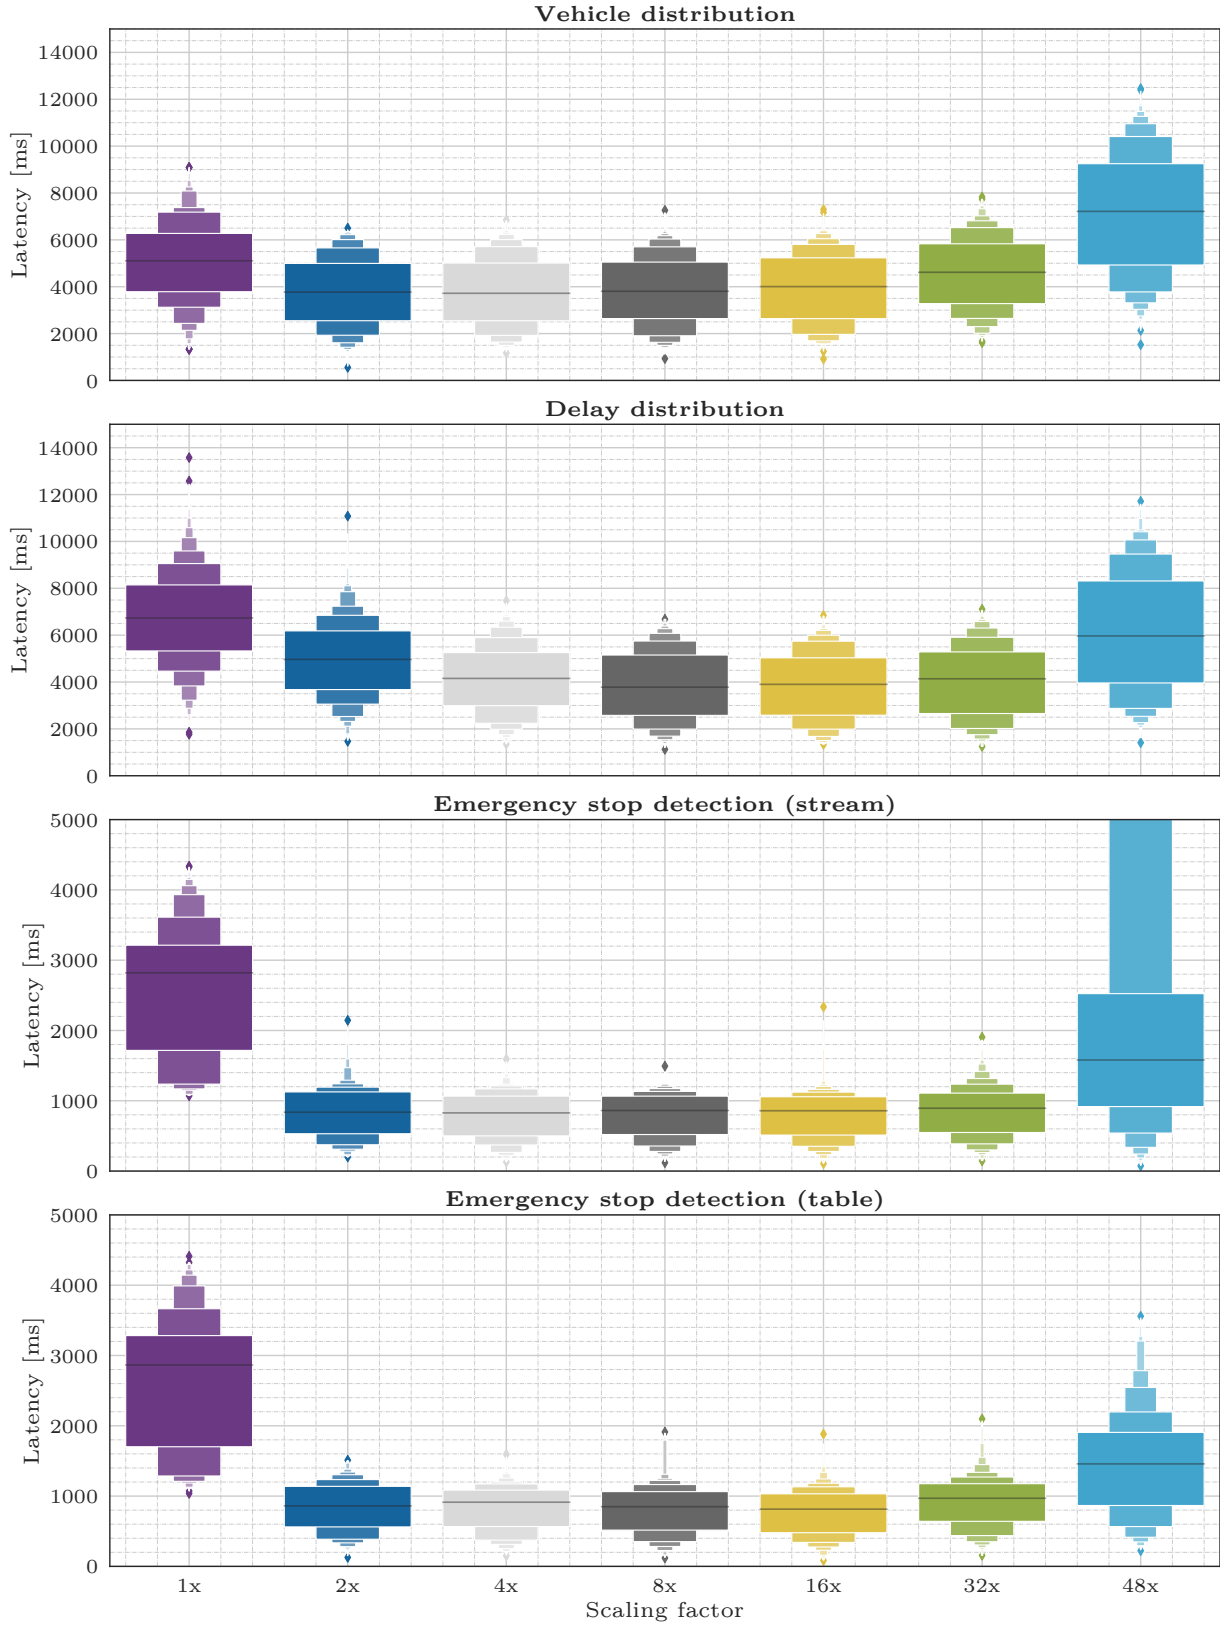 Vehicle distribution
14000
12000
10000
8000
6000
4000
2000
0
Latency [ms]
Delay distribution
14000
12000
10000
8000
6000
4000
2000
0
Latency [ms]
Emergency stop detection (stream)
5000
4000
3000
2000
1000
0
Latency [ms]
Emergency stop detection (table)
5000
4000
3000
2000
1000
0
Latency [ms]
1x 2x 4x 8x 16x 32x 48x
Scaling factor